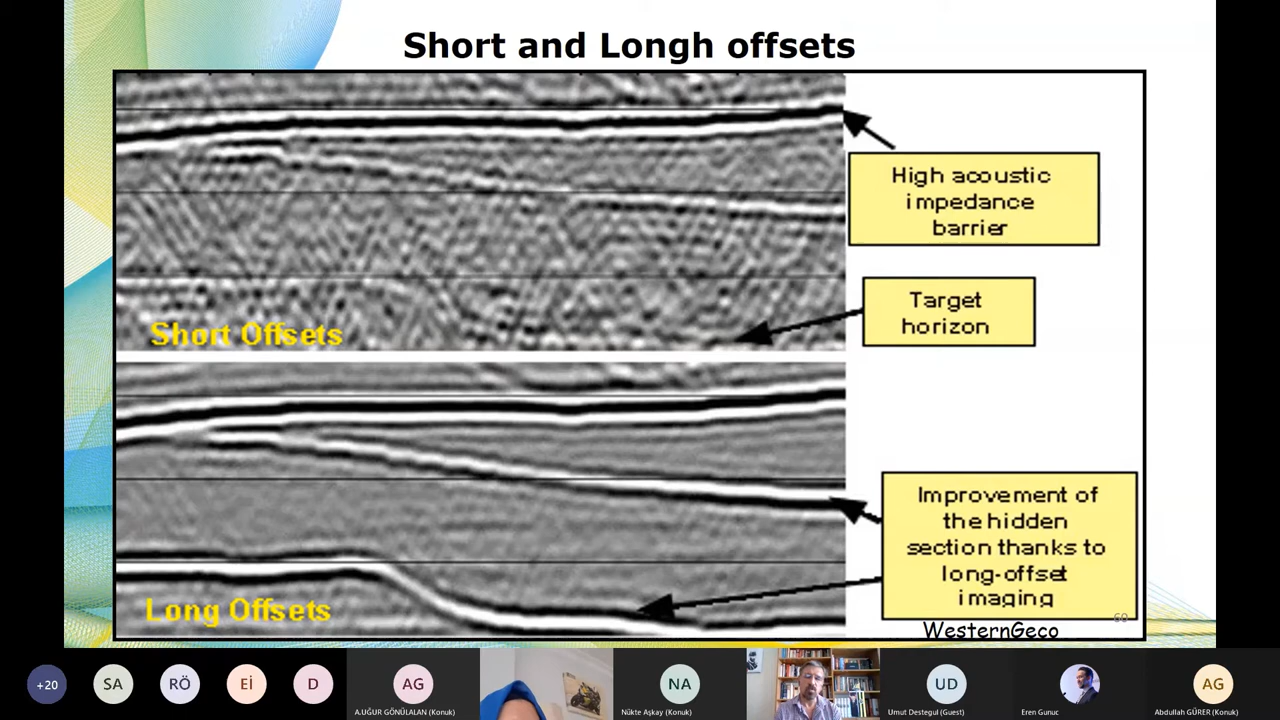 Short and Longh offsets
High acoustic
impedance
barrier
Target
horizon
Short Offsets
Improvement of
the hidden
section thanks to
long-offset
imaging
Long Offsets
60
WesternGeco
+20
SA
RÖ
Eİ
D
AG
A.UĞUR GÖNÜLALAN (Konuk)
NA
Nükte Aşkay (Konuk)
UD
Umut Destegul (Guest)
Eren Gunuc
AG
Abdullah GÜRER (Konuk)